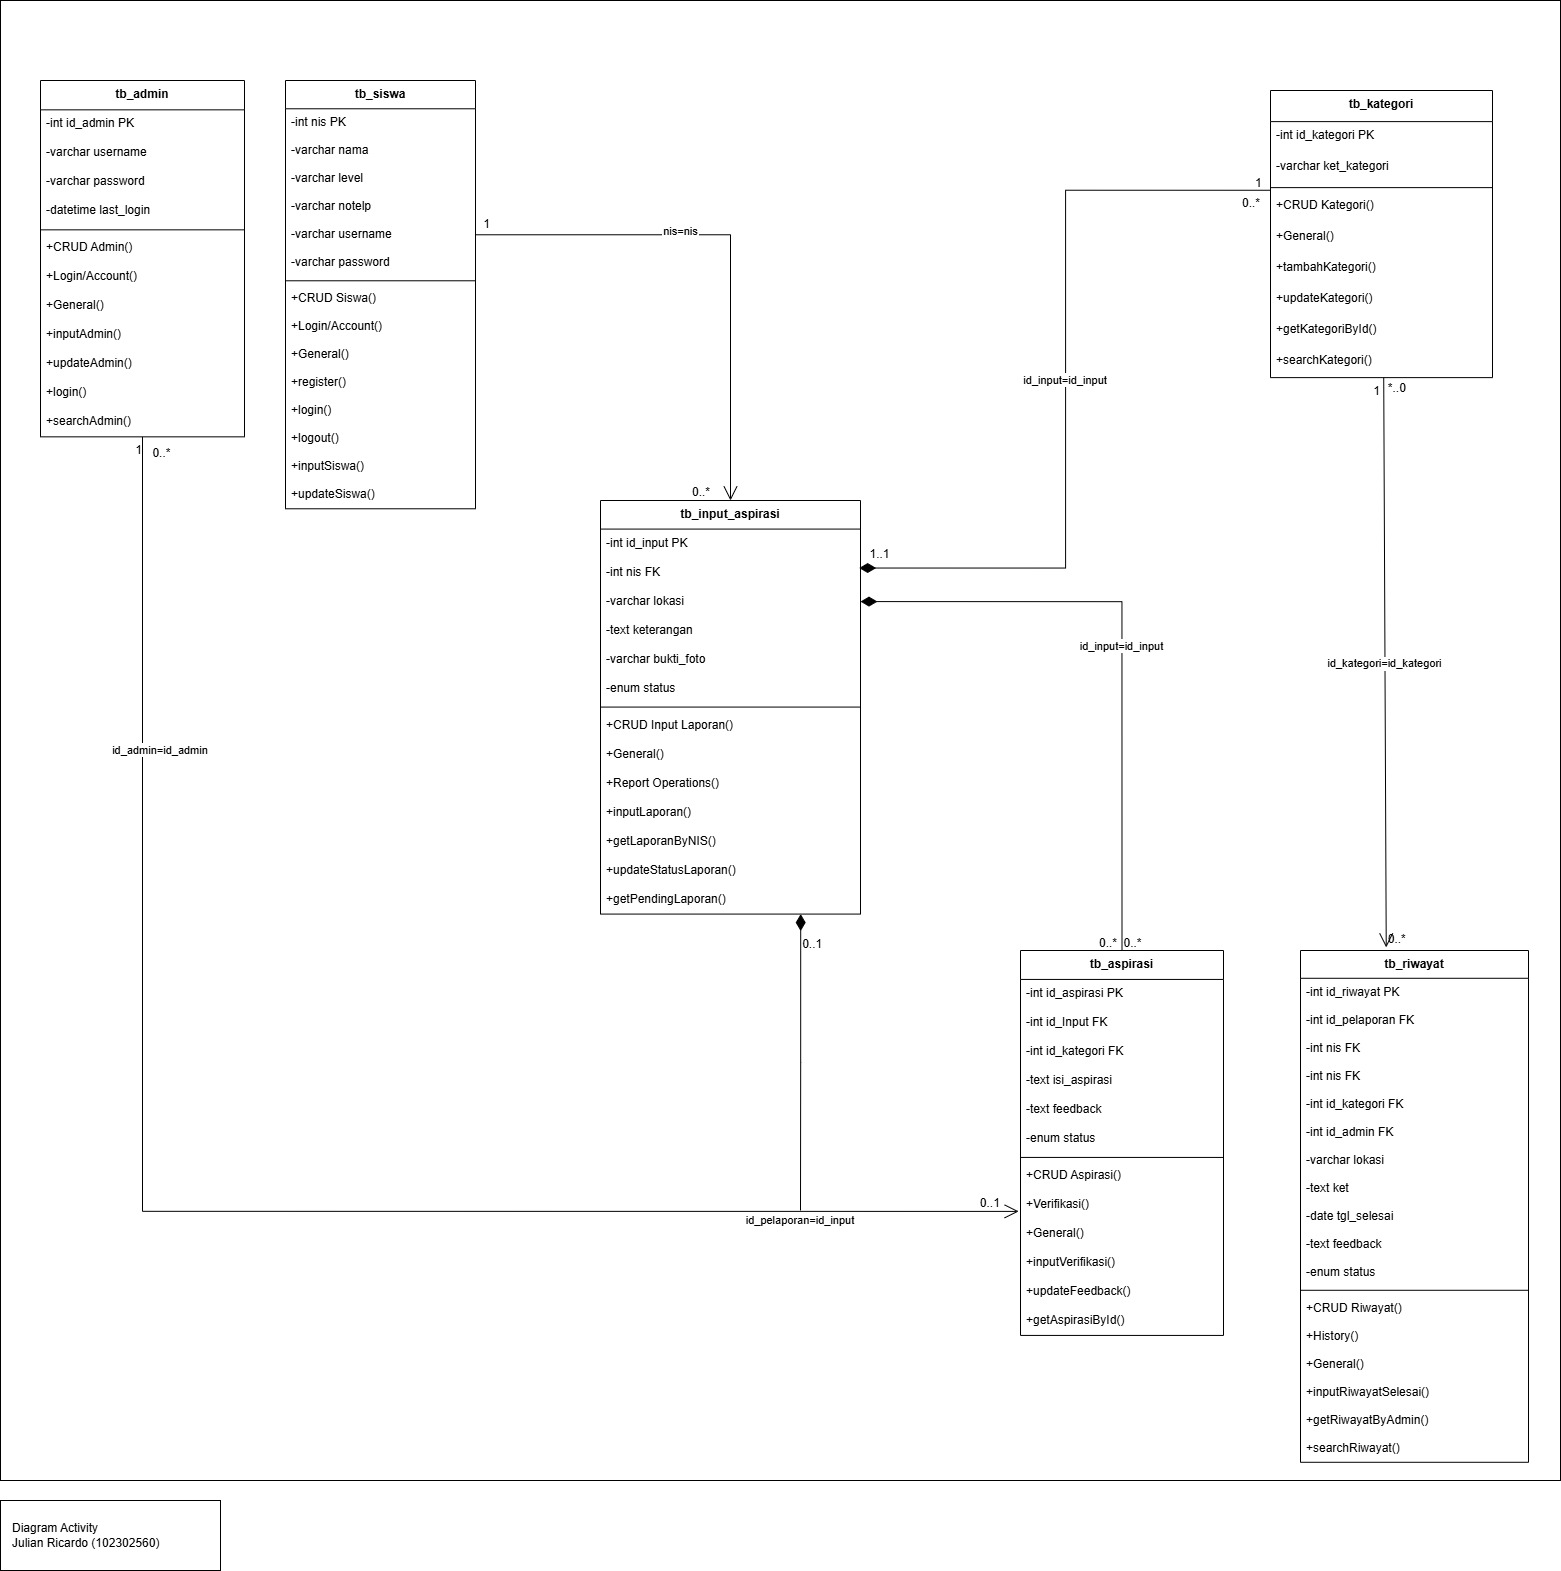 tb_admin
-int id_admin PK
-varchar username
-varchar password
-datetime last_login
+CRUD Admin()
+Login/Account()
+General()
+inputAdmin()
+updateAdmin()
+login()
+searchAdmin()
1
0..*
id_admin=id_admin
tb_siswa
-int nis PK
-varchar nama
-varchar level
-varchar notelp
-varchar username
-varchar password
+CRUD Siswa()
+Login/Account()
+General()
+register()
+login()
+logout()
+inputSiswa()
+updateSiswa()
1
nis=nis
0..*
tb_input_aspirasi
-int id_input PK
-int nis FK
-varchar lokasi
-text keterangan
-varchar bukti_foto
-enum status
+CRUD Input Laporan()
+General()
+Report Operations()
+inputLaporan()
+getLaporanByNIS()
+updateStatusLaporan()
+getPendingLaporan()
1..1
0..1
id_pelaporan=id_input
0..1
tb_kategori
-int id_kategori PK
-varchar ket_kategori
+CRUD Kategori()
+General()
+tambahKategori()
+updateKategori()
+getKategoriById()
+searchKategori()
1
0..*
id_input=id_input
id_input=id_input
1
*..0
id_kategori=id_kategori
0..*
0..*
0..*
tb_aspirasi
-int id_aspirasi PK
-int id_Input FK
-int id_kategori FK
-text isi_aspirasi
-text feedback
-enum status
+CRUD Aspirasi()
+Verifikasi()
+General()
+inputVerifikasi()
+updateFeedback()
+getAspirasiById()
tb_riwayat
-int id_riwayat PK
-int id_pelaporan FK
-int nis FK
-int nis FK
-int id_kategori FK
-int id_admin FK
-varchar lokasi
-text ket
-date tgl_selesai
-text feedback
-enum status
+CRUD Riwayat()
+History()
+General()
+inputRiwayatSelesai()
+getRiwayatByAdmin()
+searchRiwayat()
Diagram Activity
Julian Ricardo (102302560)